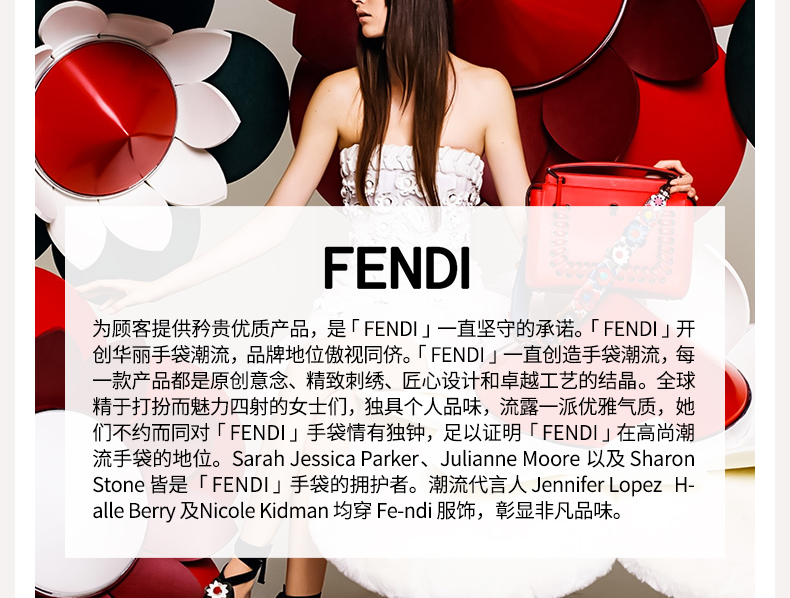 FENDI
为顾客提供矜贵优质产品，是「FENDI」一直坚守的承诺。「FENDI」开
创华丽手袋潮流，品牌地位傲视同侪。「FENDI」一直创造手袋潮流，每
一款产品都是原创意念、精致刺绣、匠心设计和卓越工艺的结晶。全球
精于打扮而魅力四射的女士们，独具个人品味，流露一派优雅气质，她
们不约而同对「FENDI」手袋情有独钟，足以证明「FENDI」在高尚潮
流手袋的地位。Sarah Jessica Parker、Julianne Moore 以及 Sharon
Stone 皆是「FENDI」手袋的拥护者。潮流代言人 Jennifer Lopez H-
alle Berry 及Nicole Kidman 均穿 Fe-ndi 服饰，彰显非凡品味。